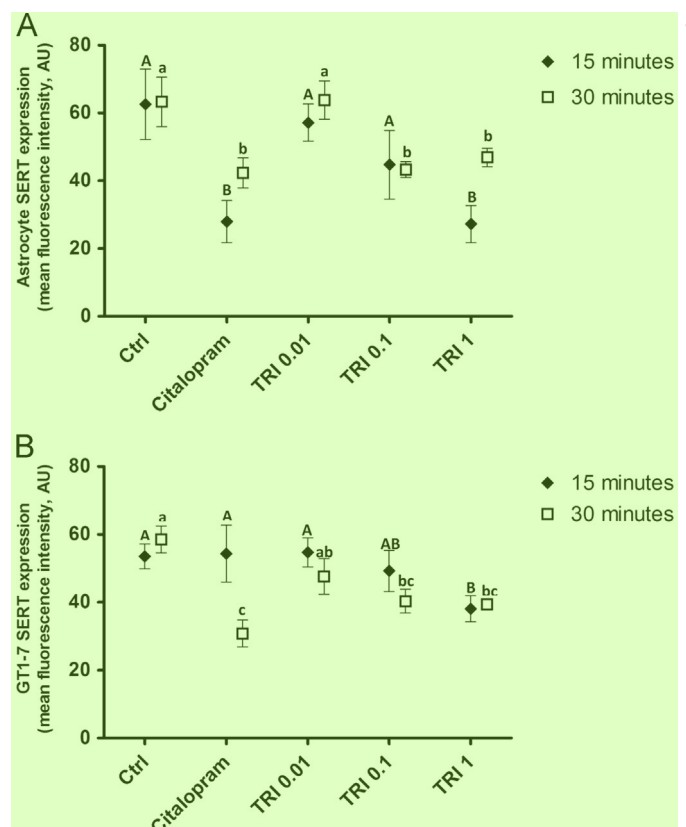 A
Astrocyte SERT expression
(mean fluorescence intensity, AU)
80
60
40
20
0
A
a
B
b
A
a
A
b
B
b
15 minutes
30 minutes
Ctrl
Citalopram
TRI 0.01
TRI 0.1
TRI 1
B
GT1-7 SERT expression
(mean fluorescence intensity, AU)
80
60
40
20
0
A
a
A
c
A
ab
AB
bc
B
bc
15 minutes
30 minutes
Ctrl
Citalopram
TRI 0.01
TRI 0.1
TRI 1